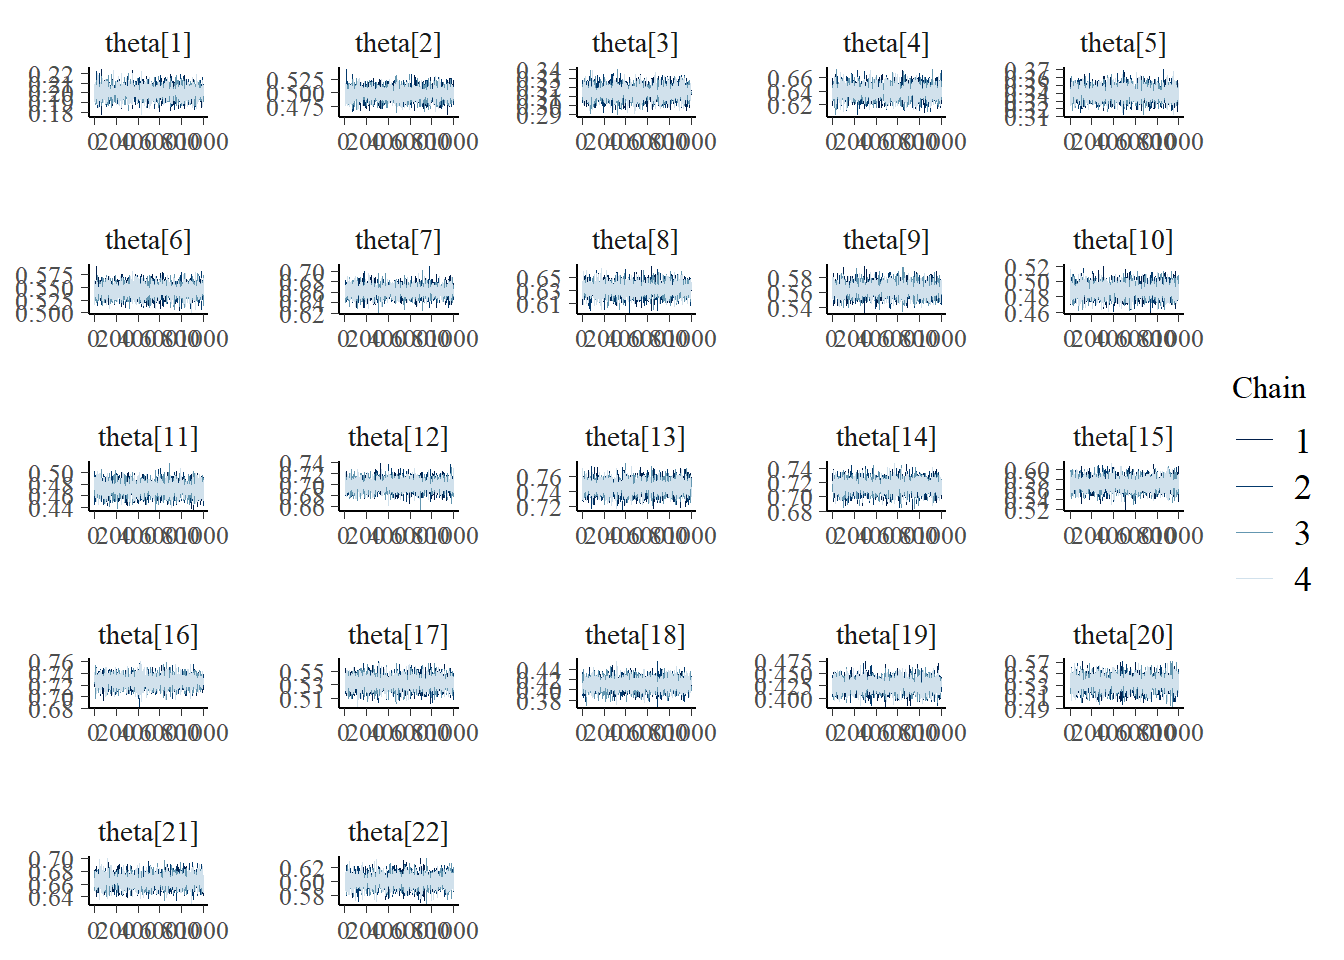 theta[1] theta[2] theta[3] theta[4] theta[5]
0.22 0.21 0.20 0.19 0.18
0.525 0.500 0.475
0.34 0.33 0.32 0.31 0.30 0.29
0.66 0.64 0.62
0.37 0.36 0.35 0.34 0.33 0.32 0.31
0 200 400 600 800 1000 0 200 400 600 800 1000 0 200 400 600 800 1000 0 200 400 600 800 1000 0 200 400 600 800 1000
theta[6] theta[7] theta[8] theta[9] theta[10]
0.575 0.550 0.525 0.500
0.70 0.68 0.66 0.64 0.62
0.65 0.63 0.61
0.58 0.56 0.54
0.52 0.50 0.48 0.46
0 200 400 600 800 1000 0 200 400 600 800 1000 0 200 400 600 800 1000 0 200 400 600 800 1000 0 200 400 600 800 1000
Chain
1
2
3
4
theta[11] theta[12] theta[13] theta[14] theta[15]
0.50 0.48 0.46 0.44
0.74 0.72 0.70 0.68 0.66
0.76 0.74 0.72
0.74 0.72 0.70 0.68
0.60 0.58 0.56 0.54 0.52
0 200 400 600 800 1000 0 200 400 600 800 1000 0 200 400 600 800 1000 0 200 400 600 800 1000 0 200 400 600 800 1000
theta[16] theta[17] theta[18] theta[19] theta[20]
0.76 0.74 0.72 0.70 0.68
0.55 0.53 0.51
0.44 0.42 0.40 0.38
0.475 0.450 0.425 0.400
0.57 0.55 0.53 0.51 0.49
0 200 400 600 800 1000 0 200 400 600 800 1000 0 200 400 600 800 1000 0 200 400 600 800 1000 0 200 400 600 800 1000
theta[21] theta[22]
0.70 0.68 0.66 0.64
0.62 0.60 0.58
0 200 400 600 800 1000 0 200 400 600 800 1000